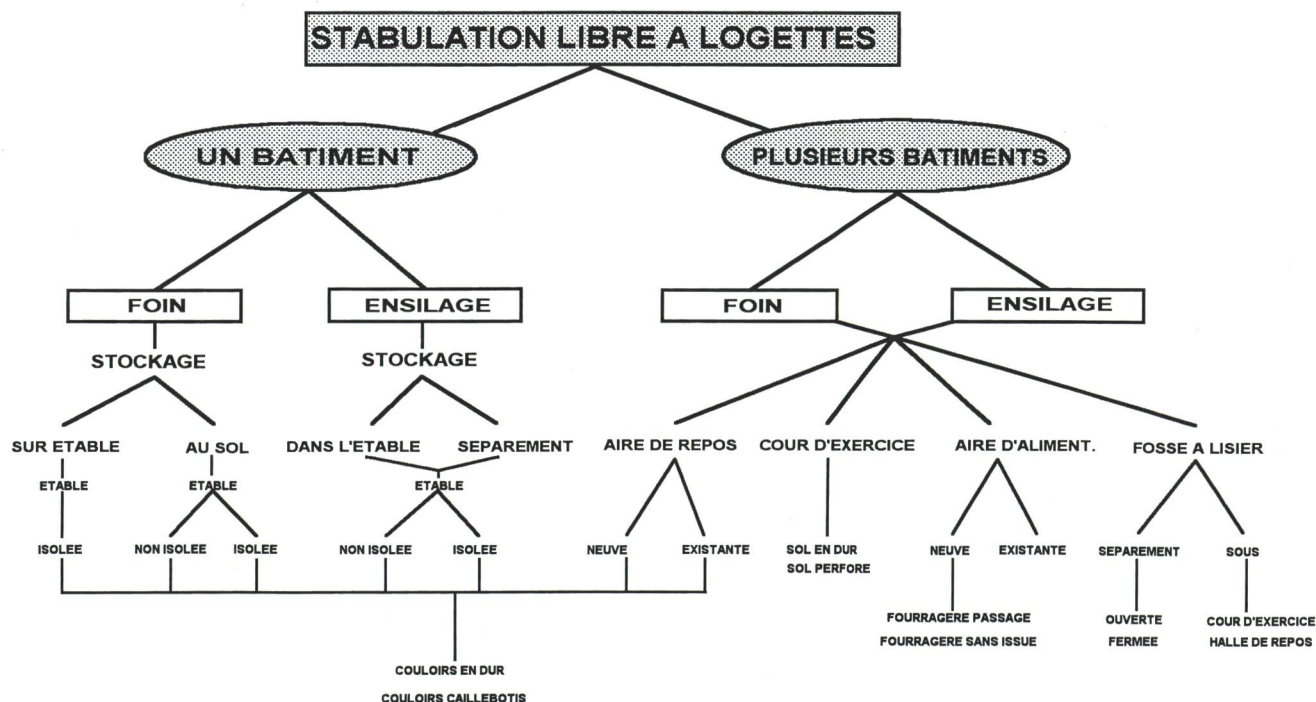 STABULATION LIBRE A LOGETTES
UN BATIMENT
PLUSIEURS BATIMENTS
FOIN
ENSILAGE
FOIN
ENSILAGE
STOCKAGE
STOCKAGE
SUR ETABLE
AU SOL
DANS L'ETABLE
SEPAREMENT
AIRE DE REPOS
COUR D'EXERCICE
AIRE D'ALIMENT.
FOSSE A LISIER
ETABLE
ETABLE
ETABLE
ISOLEE
NON ISOLEE
ISOLEE
NON ISOLEE
ISOLEE
NEUVE
EXISTANTE
SOL EN DUR
SOL PERFORE
NEUVE
EXISTANTE
SEPAREMENT
SOUS
FOURRAGERE PASSAGE
FOURRAGERE SANS ISSUE
OUVERTE
FERMEE
COUR D'EXERCICE
HALLE DE REPOS
COULOIRS EN DUR
COULOIRS CAILLEBOTIS